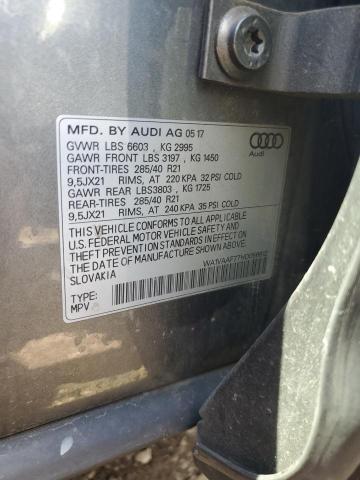 MFD. BY AUDI AG 05 17
GVWR LBS 6603 , KG 2995
GAWR FRONT LBS 3197 , KG 1450
FRONT-TIRES 285/40 R21
9,5JX21 RIMS, AT 220 KPA 32 PSI COLD
GAWR REAR LBS3803 , KG 1725
REAR-TIRES 285/40 R21
9,5JX21 RIMS, AT 240 KPA 35 PSI COLD
THIS VEHICLE CONFORMS TO ALL APPLICABLE
U.S. FEDERAL MOTOR VEHICLE SAFETY AND
THEFT PREVENTION STANDARDS IN EFFECT ON
THE DATE OF MANUFACTURE SHOWN ABOVE.
SLOVAKIA
TYPE:
MPV
Audi